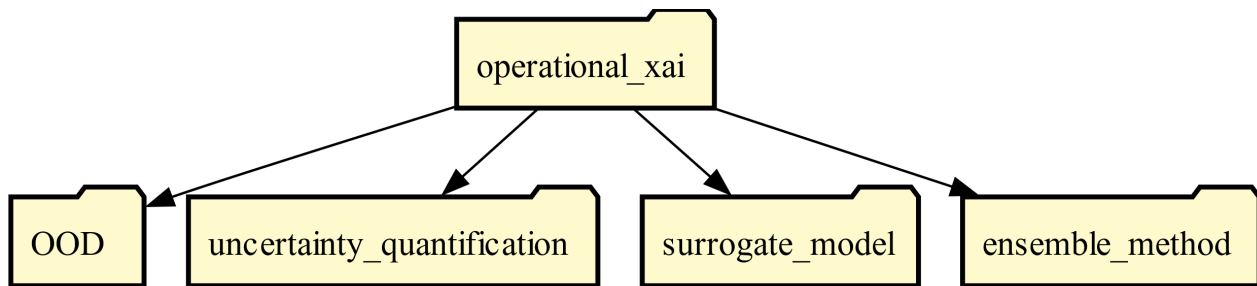 operational_xai
OOD
uncertainty_quantification
surrogate_model
ensemble_method